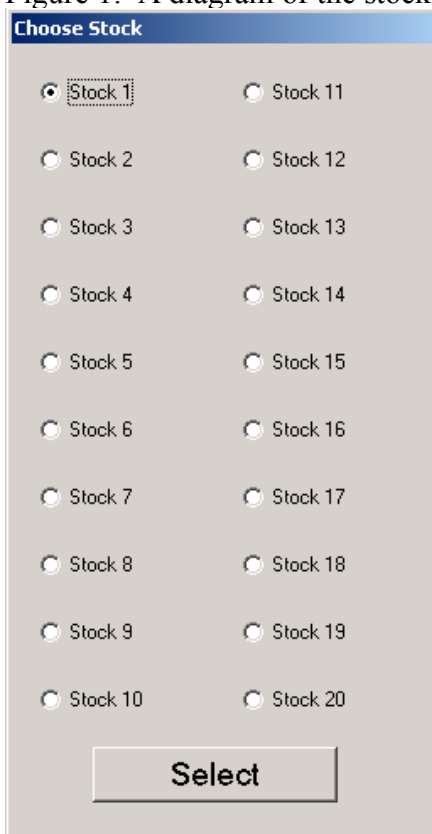 Figure 1. A diagram of the stock
Choose Stock
Stock 1
Stock 2
Stock 3
Stock 4
Stock 5
Stock 6
Stock 7
Stock 8
Stock 9
Stock 10
Stock 11
Stock 12
Stock 13
Stock 14
Stock 15
Stock 16
Stock 17
Stock 18
Stock 19
Stock 20
Select